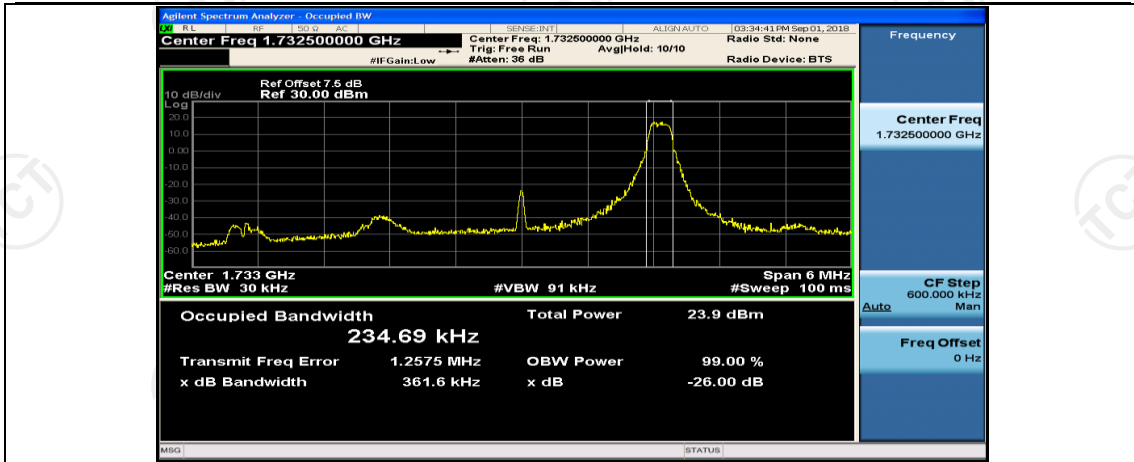 Agilent Spectrum Analyzer - Occupied BW
LXI RL RF 50 Ω AC SENSE:INT ALIGN AUTO 03:34:41 PM Sep 01, 2018
Center Freq 1.732500000 GHz
Center Freq: 1.732500000 GHz
Radio Std: None
Trig: Free Run Avg|Hold: 10/10
#IFGain:Low
#Atten: 36 dB
Radio Device: BTS
Frequency
Ref Offset 7.5 dB
10 dB/div Ref 30.00 dBm
Log
20.0
10.0
0.00
-10.0
-20.0
-30.0
-40.0
-50.0
-60.0
Center 1.733 GHz Span 6 MHz
#Res BW 30 kHz #VBW 91 kHz #Sweep 100 ms
Center Freq
1.732500000 GHz
CF Step
600.000 kHz
Auto Man
Freq Offset
0 Hz
Occupied Bandwidth
234.69 kHz
Total Power 23.9 dBm
Transmit Freq Error 1.2575 MHz
OBW Power 99.00 %
x dB Bandwidth 361.6 kHz
x dB -26.00 dB
MSG STATUS
TCT
TCT